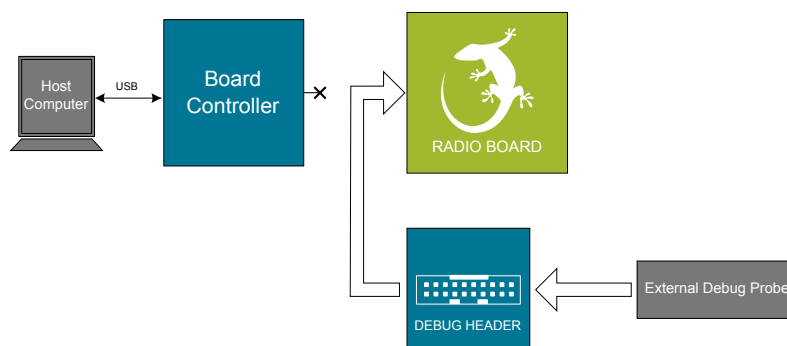 Host
Computer
USB
Board
Controller
RADIO BOARD
DEBUG HEADER
External Debug Probe